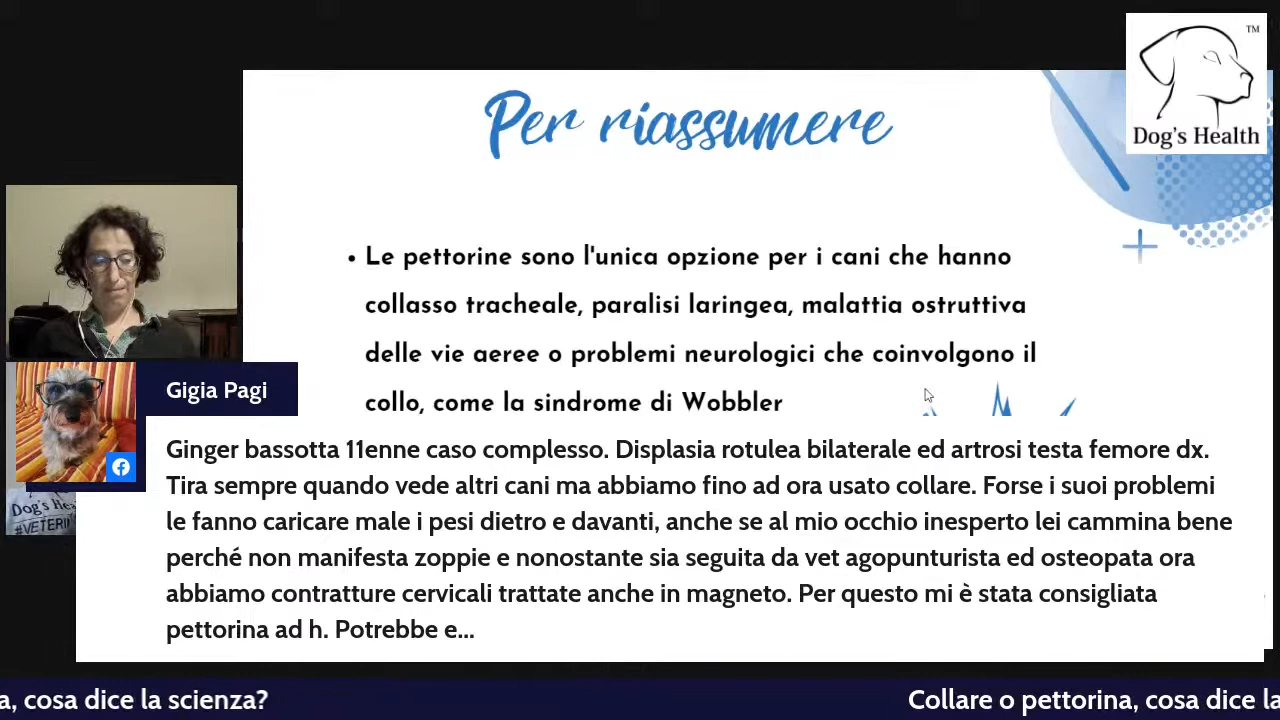 TM
Dog's Health
Per riassumere
• Le pettorine sono l'unica opzione per i cani che hanno
collasso tracheale, paralisi laringea, malattia ostruttiva
delle vie aeree o problemi neurologici che coinvolgono il
collo, come la sindrome di Wobbler
Gigia Pagi
Ginger bassotta 11enne caso complesso. Displasia rotulea bilaterale ed artrosi testa femore dx.
Tira sempre quando vede altri cani ma abbiamo fino ad ora usato collare. Forse i suoi problemi
le fanno caricare male i pesi dietro e davanti, anche se al mio occhio inesperto lei cammina bene
perché non manifesta zoppie e nonostante sia seguita da vet agopunturista ed osteopata ora
abbiamo contratture cervicali trattate anche in magneto. Per questo mi è stata consigliata
pettorina ad h. Potrebbe e...
Dog's Hea
#VETERI
a, cosa dice la scienza?
Collare o pettorina, cosa dice la